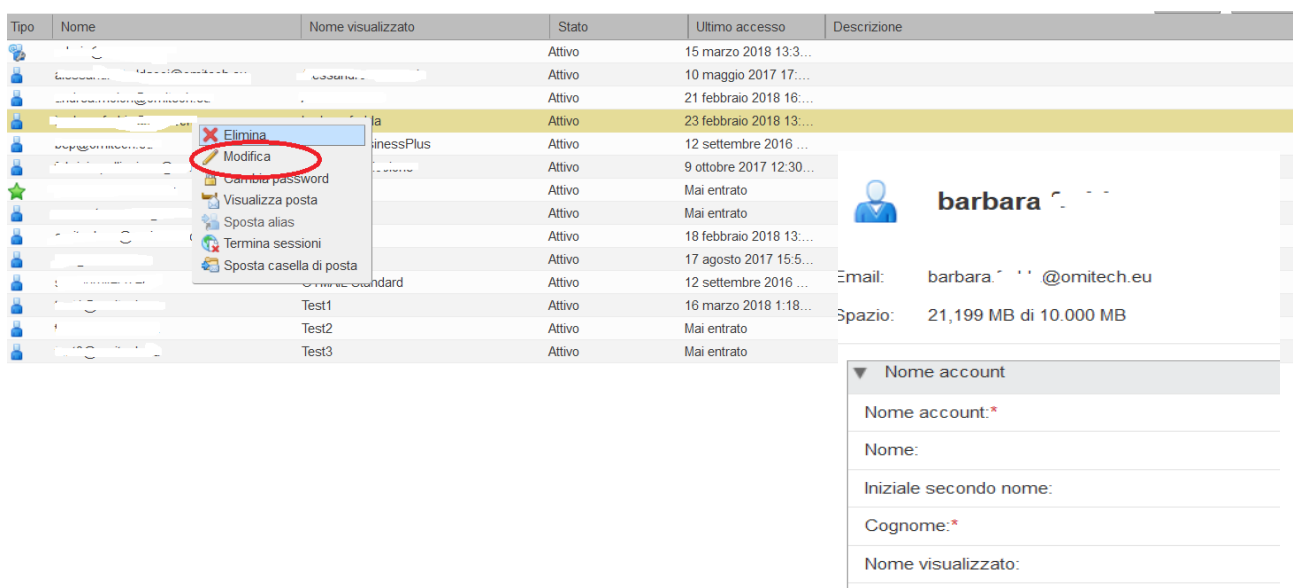 Tipo Nome Nome visualizzato Stato Ultimo accesso Descrizione
Attivo 15 marzo 2018 13:3...
Attivo 10 maggio 2017 17:...
Attivo 21 febbraio 2018 16:...
Attivo 23 febbraio 2018 13:...
Elimina
sinessPlus Attivo 12 settembre 2016 ...
Modifica
Attivo 9 ottobre 2017 12:30...
Cambia password
Attivo Mai entrato
Visualizza posta
Attivo Mai entrato
Sposta alias
Attivo 18 febbraio 2018 13:...
Termina sessioni
Attivo 17 agosto 2017 15:5...
Sposta casella di posta
Standard Attivo 12 settembre 2016 ...
Test1 Attivo 16 marzo 2018 1:18...
Test2 Attivo Mai entrato
Test3 Attivo Mai entrato
barbara
Email: barbara. @omitech.eu
Spazio: 21,199 MB di 10.000 MB
Nome account
Nome account:*
Nome:
Iniziale secondo nome:
Cognome:*
Nome visualizzato: